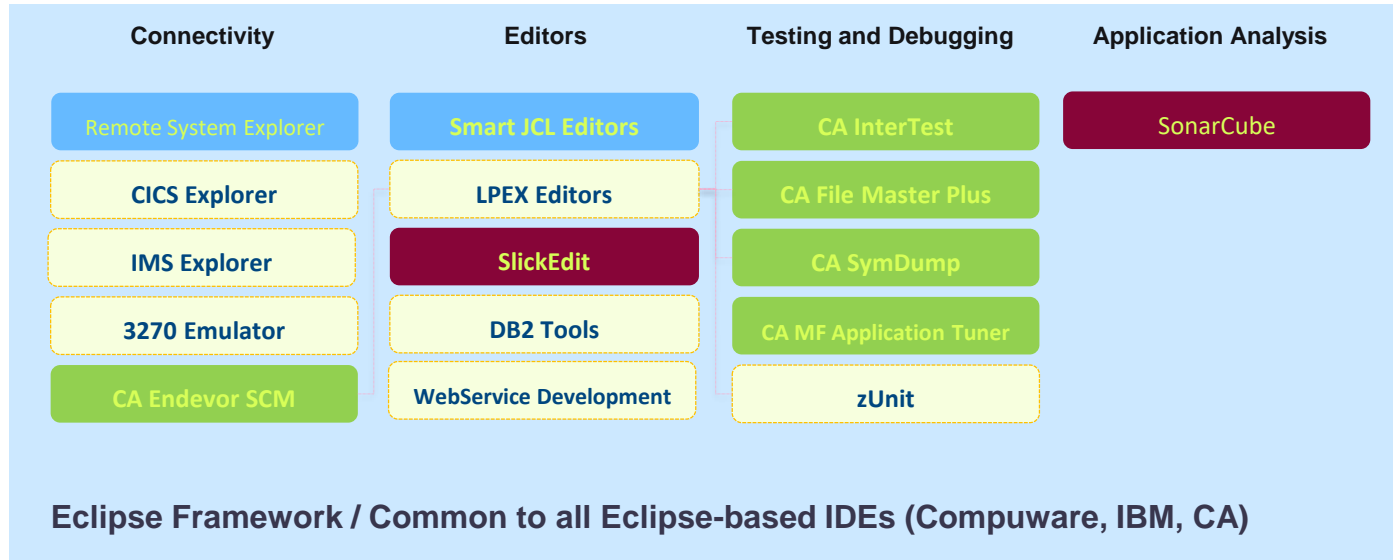 Connectivity
Editors
Testing and Debugging
Application Analysis
Remote System Explorer
Smart JCL Editors
CA InterTest
SonarCube
CICS Explorer
LPEX Editors
CA File Master Plus
IMS Explorer
SlickEdit
CA SymDump
3270 Emulator
DB2 Tools
CA MF Application Tuner
CA Endevor SCM
WebService Development
zUnit
Eclipse Framework / Common to all Eclipse-based IDEs (Compuware, IBM, CA)